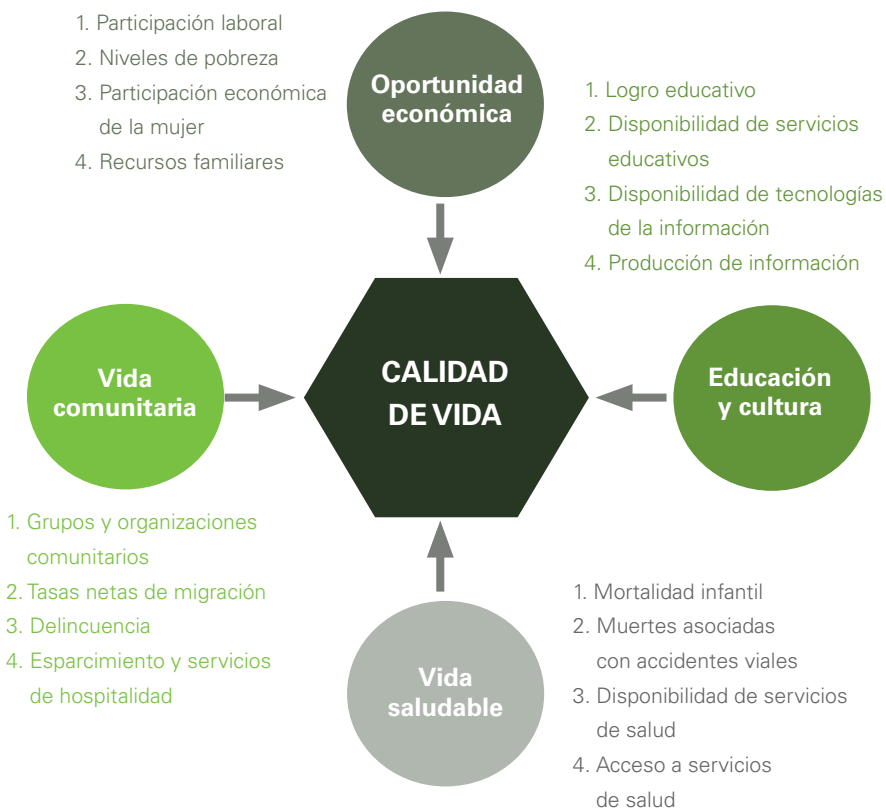 1. Participación laboral
2. Niveles de pobreza
3. Participación económica
de la mujer
4. Recursos familiares
Oportunidad
económica
1. Logro educativo
2. Disponibilidad de servicios
educativos
3. Disponibilidad de tecnologías
de la información
4. Producción de información
Vida
comunitaria
CALIDAD
DE VIDA
Educación
y cultura
1. Grupos y organizaciones
comunitarios
2. Tasas netas de migración
3. Delincuencia
4. Esparcimiento y servicios
de hospitalidad
Vida
saludable
1. Mortalidad infantil
2. Muertes asociadas
con accidentes viales
3. Disponibilidad de servicios
de salud
4. Acceso a servicios
de salud